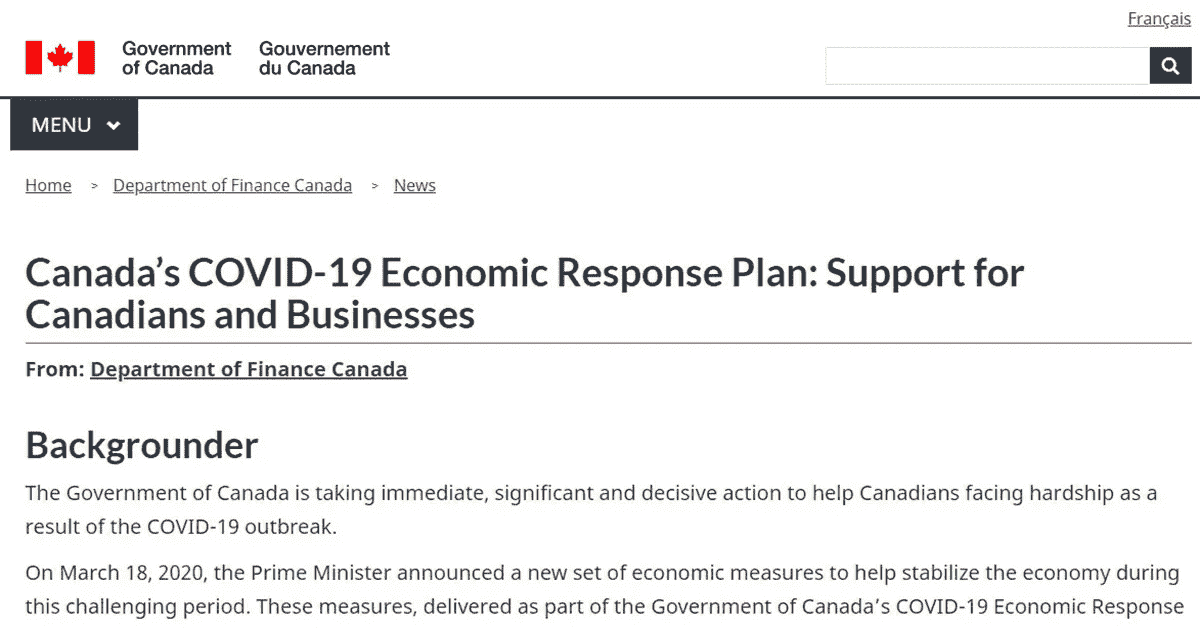 Français
Government Gouvernement
of Canada du Canada
MENU
Home > Department of Finance Canada > News
Canada’s COVID-19 Economic Response Plan: Support for
Canadians and Businesses
From: Department of Finance Canada
Backgrounder
The Government of Canada is taking immediate, significant and decisive action to help Canadians facing hardship as a
result of the COVID-19 outbreak.
On March 18, 2020, the Prime Minister announced a new set of economic measures to help stabilize the economy during
this challenging period. These measures, delivered as part of the Government of Canada’s COVID-19 Economic Response